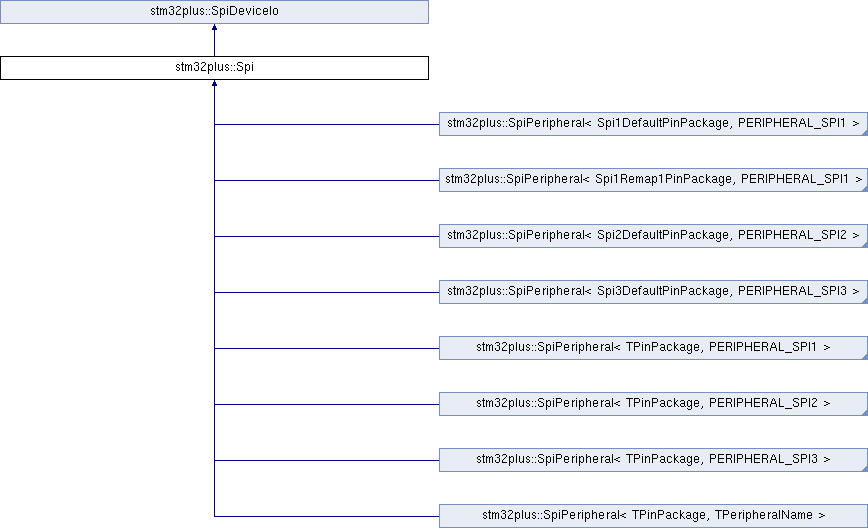 stm32plus::SpiDeviceIo
stm32plus::Spi
stm32plus::SpiPeripheral< Spi1DefaultPinPackage, PERIPHERAL_SPI1 >
stm32plus::SpiPeripheral< Spi1Remap1PinPackage, PERIPHERAL_SPI1 >
stm32plus::SpiPeripheral< Spi2DefaultPinPackage, PERIPHERAL_SPI2 >
stm32plus::SpiPeripheral< Spi3DefaultPinPackage, PERIPHERAL_SPI3 >
stm32plus::SpiPeripheral< TPinPackage, PERIPHERAL_SPI1 >
stm32plus::SpiPeripheral< TPinPackage, PERIPHERAL_SPI2 >
stm32plus::SpiPeripheral< TPinPackage, PERIPHERAL_SPI3 >
stm32plus::SpiPeripheral< TPinPackage, TPeripheralName >